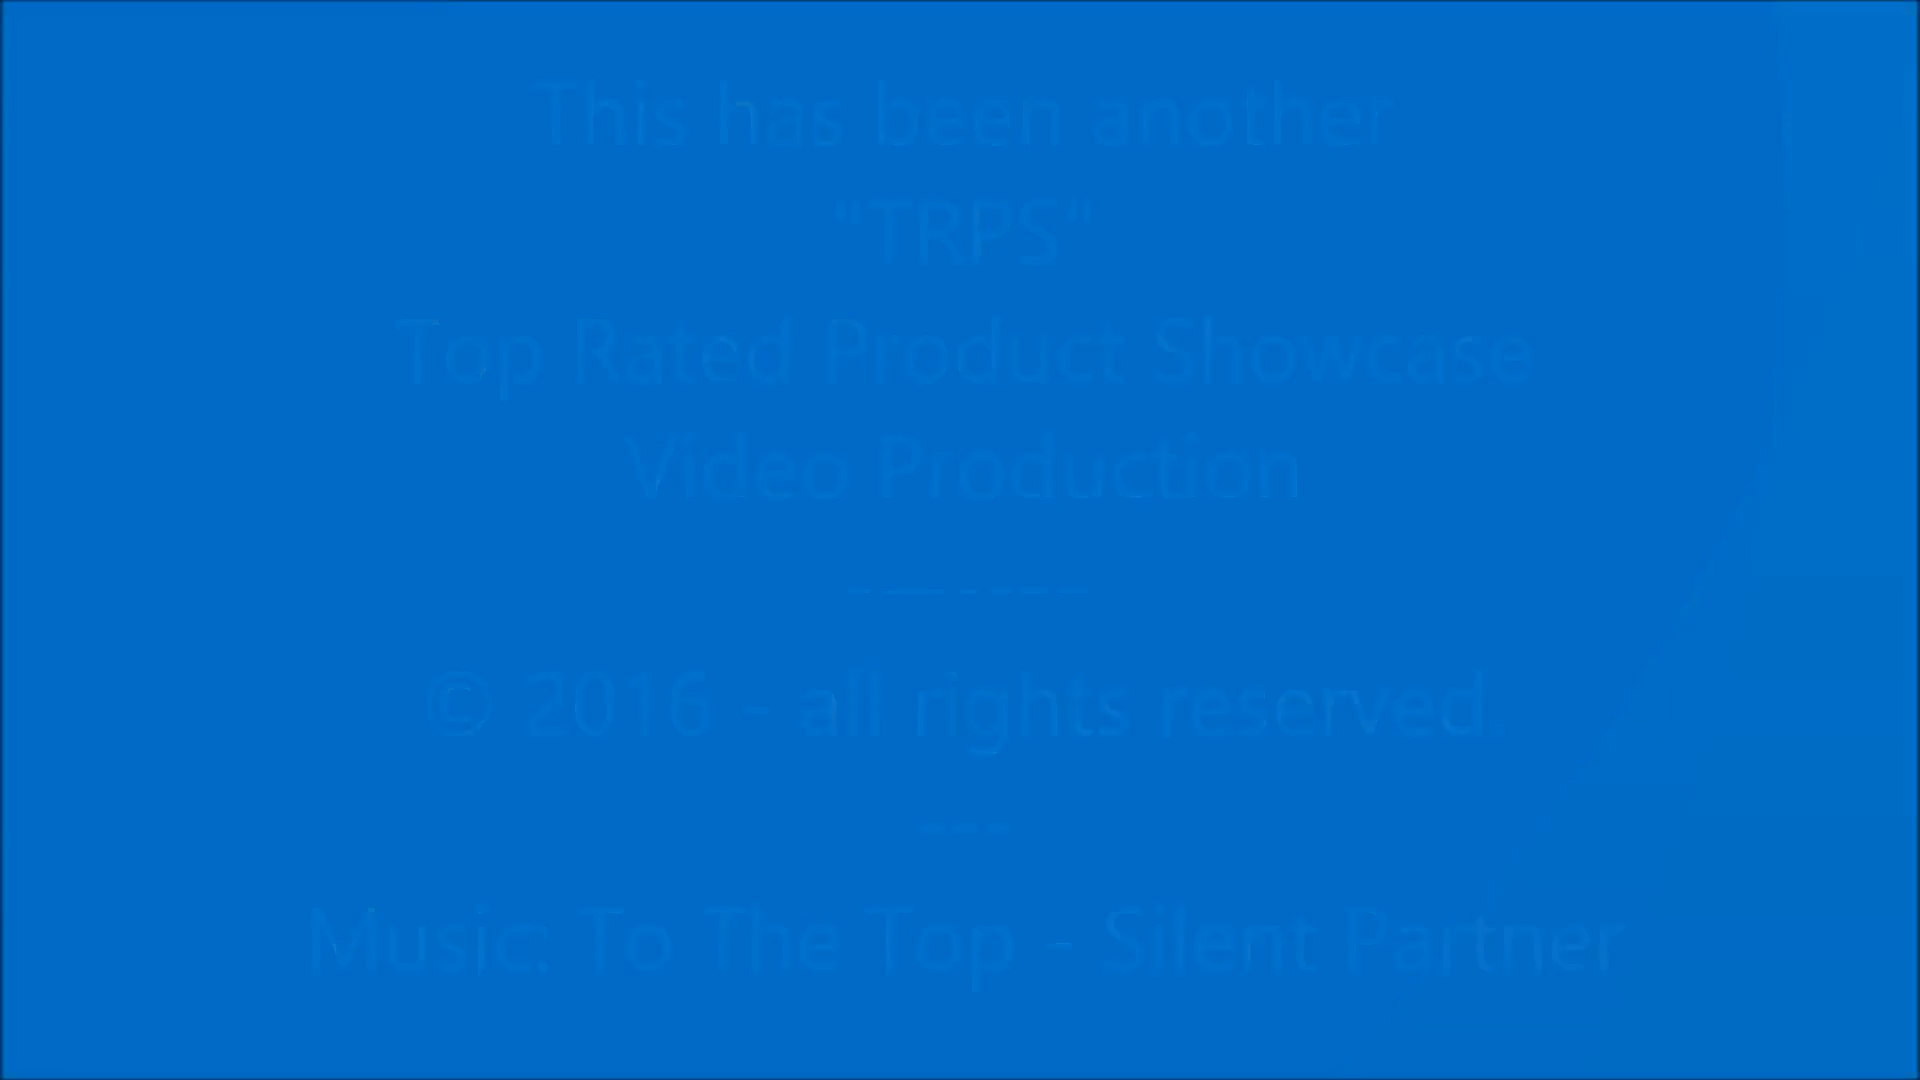 This has been another
"TRPS"
Top Rated Product Showcase
Video Production
--------
© 2016 - all rights reserved.
---
Music: To The Top - Silent Partner